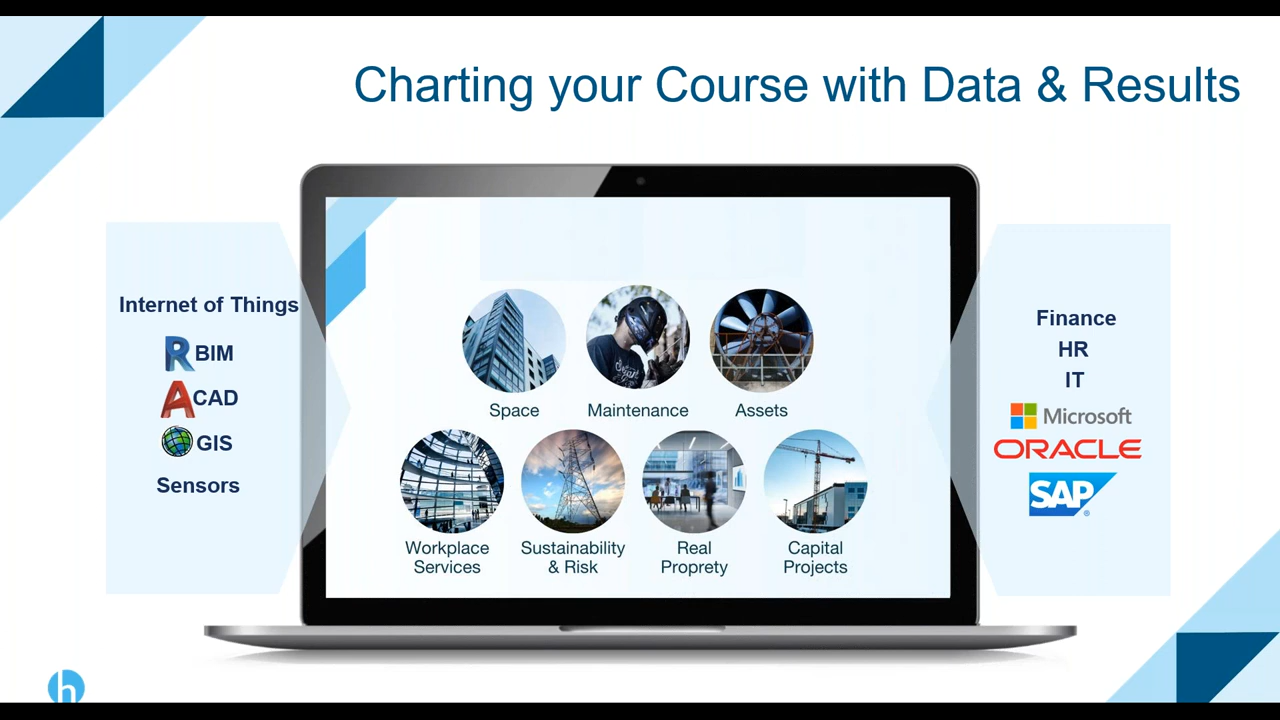 Charting your Course with Data & Results
Internet of Things
R BIM
A CAD
GIS
Sensors
Space
Maintenance
Assets
Workplace
Services
Sustainability
& Risk
Real
Proprety
Capital
Projects
Finance
HR
IT
Microsoft
ORACLE
SAP®
h